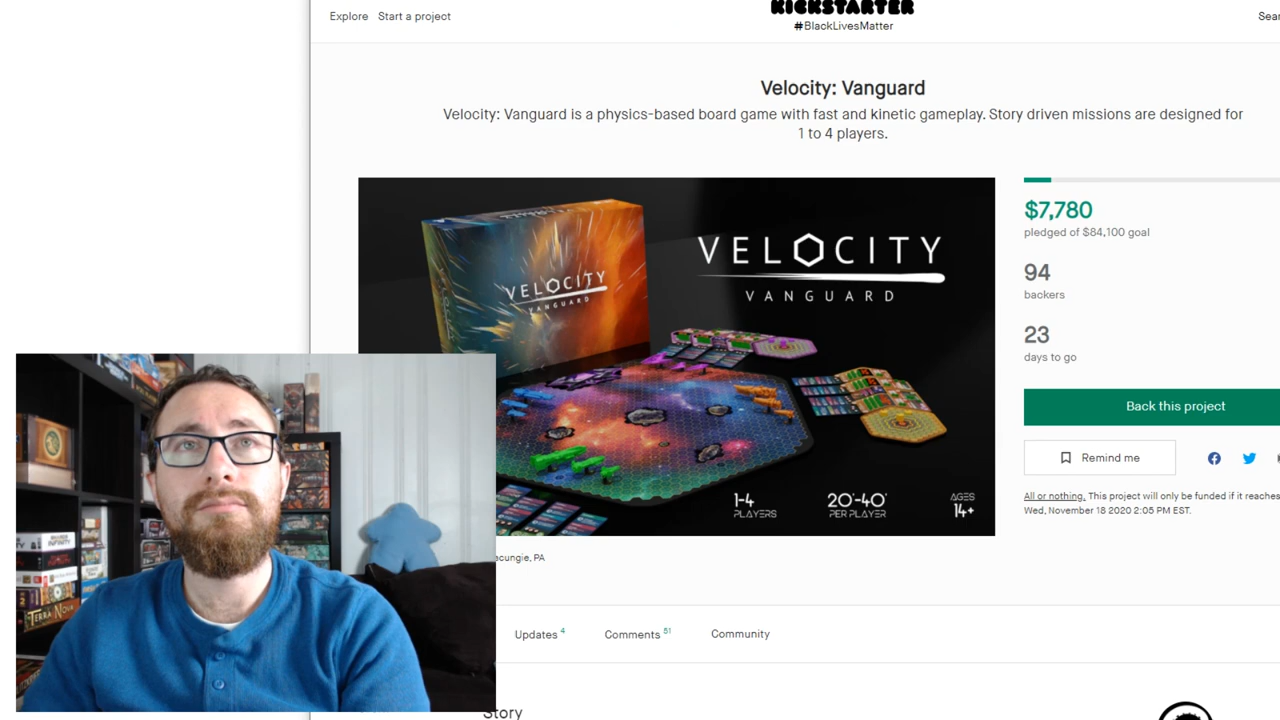 Explore Start a project
KICKSTARTER
#BlackLivesMatter
Velocity: Vanguard
Velocity: Vanguard is a physics-based board game with fast and kinetic gameplay. Story driven missions are designed for
1 to 4 players.
VELOCITY
VANGUARD
VELOCITY
VANGUARD
1-4
PLAYERS
20'-40'
PER PLAYER
AGES
14+
$7,780
pledged of $84,100 goal
94
backers
23
days to go
Back this project
Remind me
All or nothing. This project will only be funded if it reaches
Wed, November 18 2020 2:05 PM EST.
PA
Updates 4 Comments 51 Community
Story
TERRA NOVA